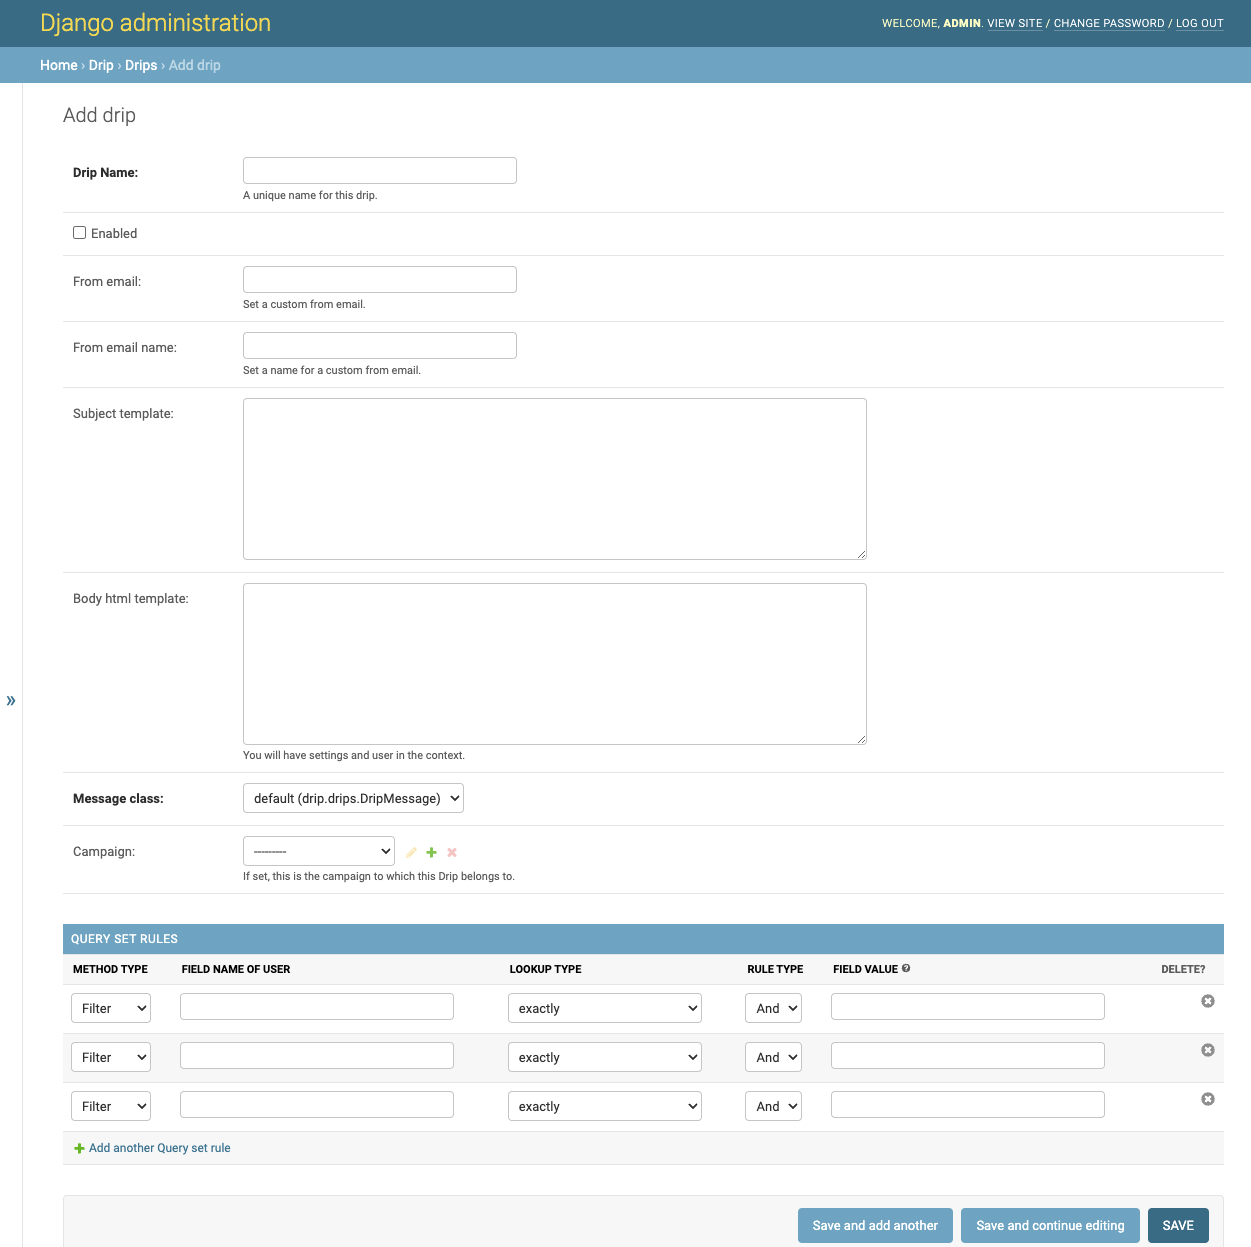 Django administration
WELCOME, ADMIN. VIEW SITE / CHANGE PASSWORD / LOG OUT
Home › Drip › Drips › Add drip
Add drip
Drip Name:
A unique name for this drip.
Enabled
From email:
Set a custom from email.
From email name:
Set a name for a custom from email.
Subject template:
Body html template:
»
You will have settings and user in the context.
Message class: default (drip.drips.DripMessage)
Campaign: ---------
If set, this is the campaign to which this Drip belongs to.
QUERY SET RULES
METHOD TYPE FIELD NAME OF USER LOOKUP TYPE RULE TYPE FIELD VALUE ? DELETE?
Filter exactly And
Filter exactly And
Filter exactly And
Add another Query set rule
Save and add another Save and continue editing SAVE